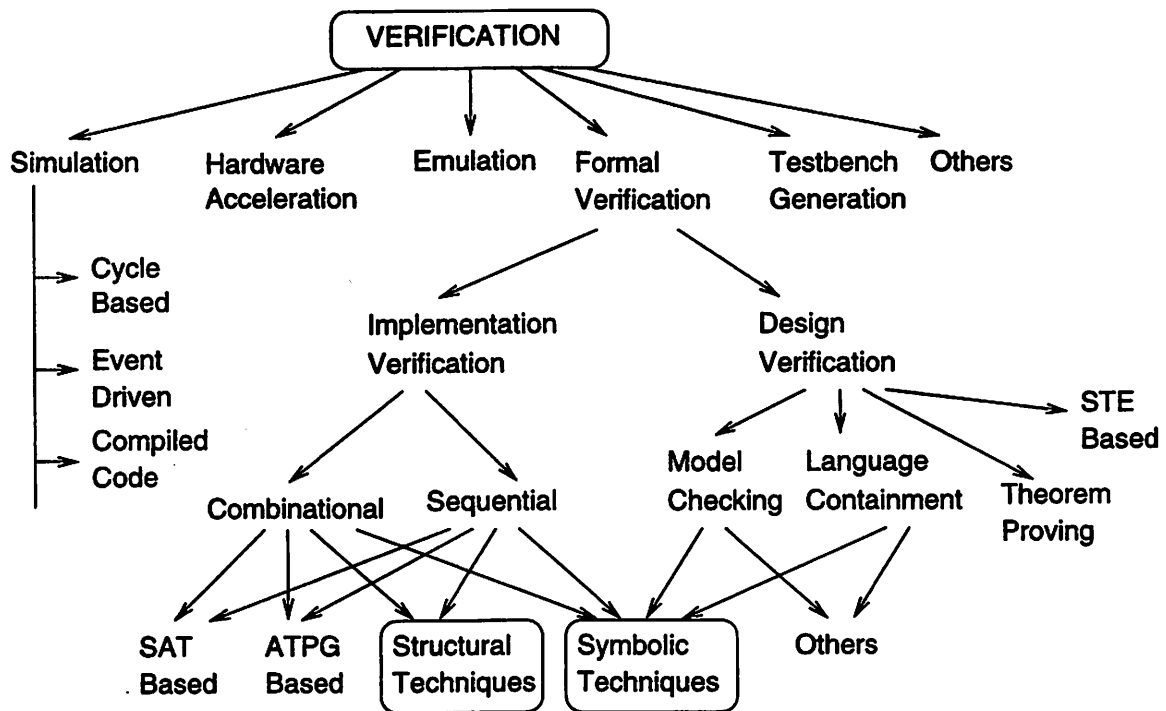 VERIFICATION
Simulation
Hardware
Acceleration
Emulation
Formal
Verification
Testbench
Generation
Others
Cycle
Based
Event
Driven
Compiled
Code
Implementation
Verification
Design
Verification
Combinational
Sequential
Model
Checking
Language
Containment
Theorem
Proving
STE
Based
SAT
Based
ATPG
Based
Structural
Techniques
Symbolic
Techniques
Others